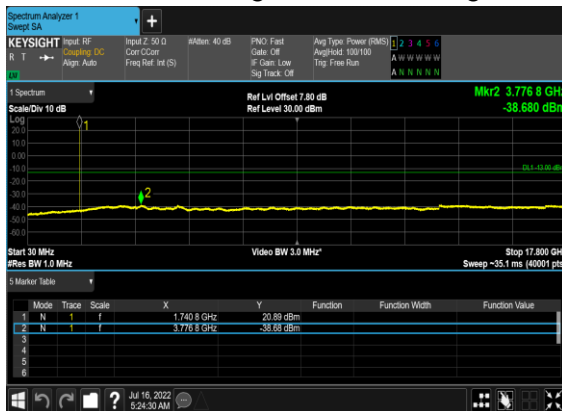 Spectrum Analyzer 1
Swept SA
KEYSIGHT Input: RF Input Z: 50 Ω #Atten: 40 dB PNO: Fast Avg Type: Power (RMS) 1 2 3 4 5 6
R T Coupling: DC Corr CCorr Gate: Off Avg|Hold: 100/100 A W W W W W
Align: Auto Freq Ref: Int (S) IF Gain: Low Trig: Free Run
Sig Track: Off A N N N N N
1 Spectrum Ref Lvl Offset 7.80 dB Mkr2 3.776 8 GHz
Scale/Div 10 dB Ref Level 30.00 dBm -38.680 dBm
Log
20.0
10.0
0.00
-10.0
DL1 -13.00 dBm
-20.0
-30.0
-40.0
-50.0
-60.0
1
2
Start 30 MHz Video BW 3.0 MHz* Stop 17.800 GHz
#Res BW 1.0 MHz Sweep ~35.1 ms (40001 pts)
5 Marker Table
Mode Trace Scale X Y Function Function Width Function Value
1 N 1 f 1.740 8 GHz 20.89 dBm
2 N 1 f 3.776 8 GHz -38.68 dBm
3
4
5
6
Jul 16, 2022
5:24:30 AM